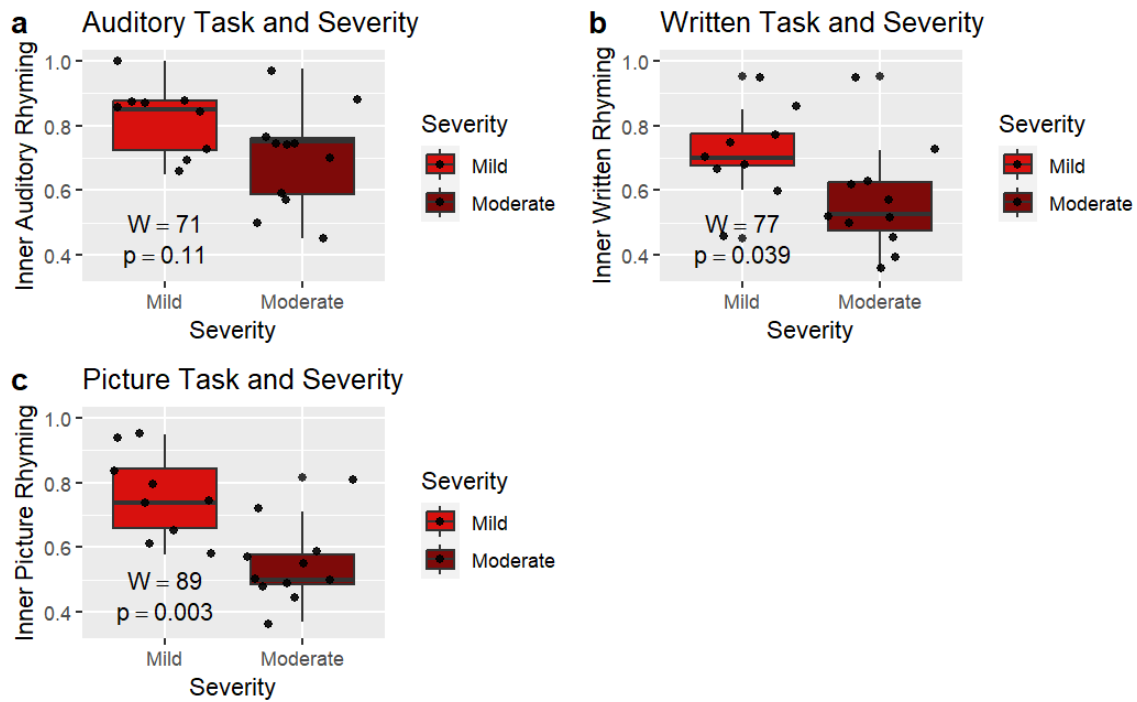 a Auditory Task and Severity
Inner Auditory Rhyming
1.0
0.8
0.6
0.4
W = 71
p = 0.11
Mild Moderate
Severity
Severity
Mild
Moderate
b Written Task and Severity
Inner Written Rhyming
1.0
0.8
0.6
0.4
W = 77
p = 0.039
Mild Moderate
Severity
Severity
Mild
Moderate
c Picture Task and Severity
Inner Picture Rhyming
1.0
0.8
0.6
0.4
W = 89
p = 0.003
Mild Moderate
Severity
Severity
Mild
Moderate